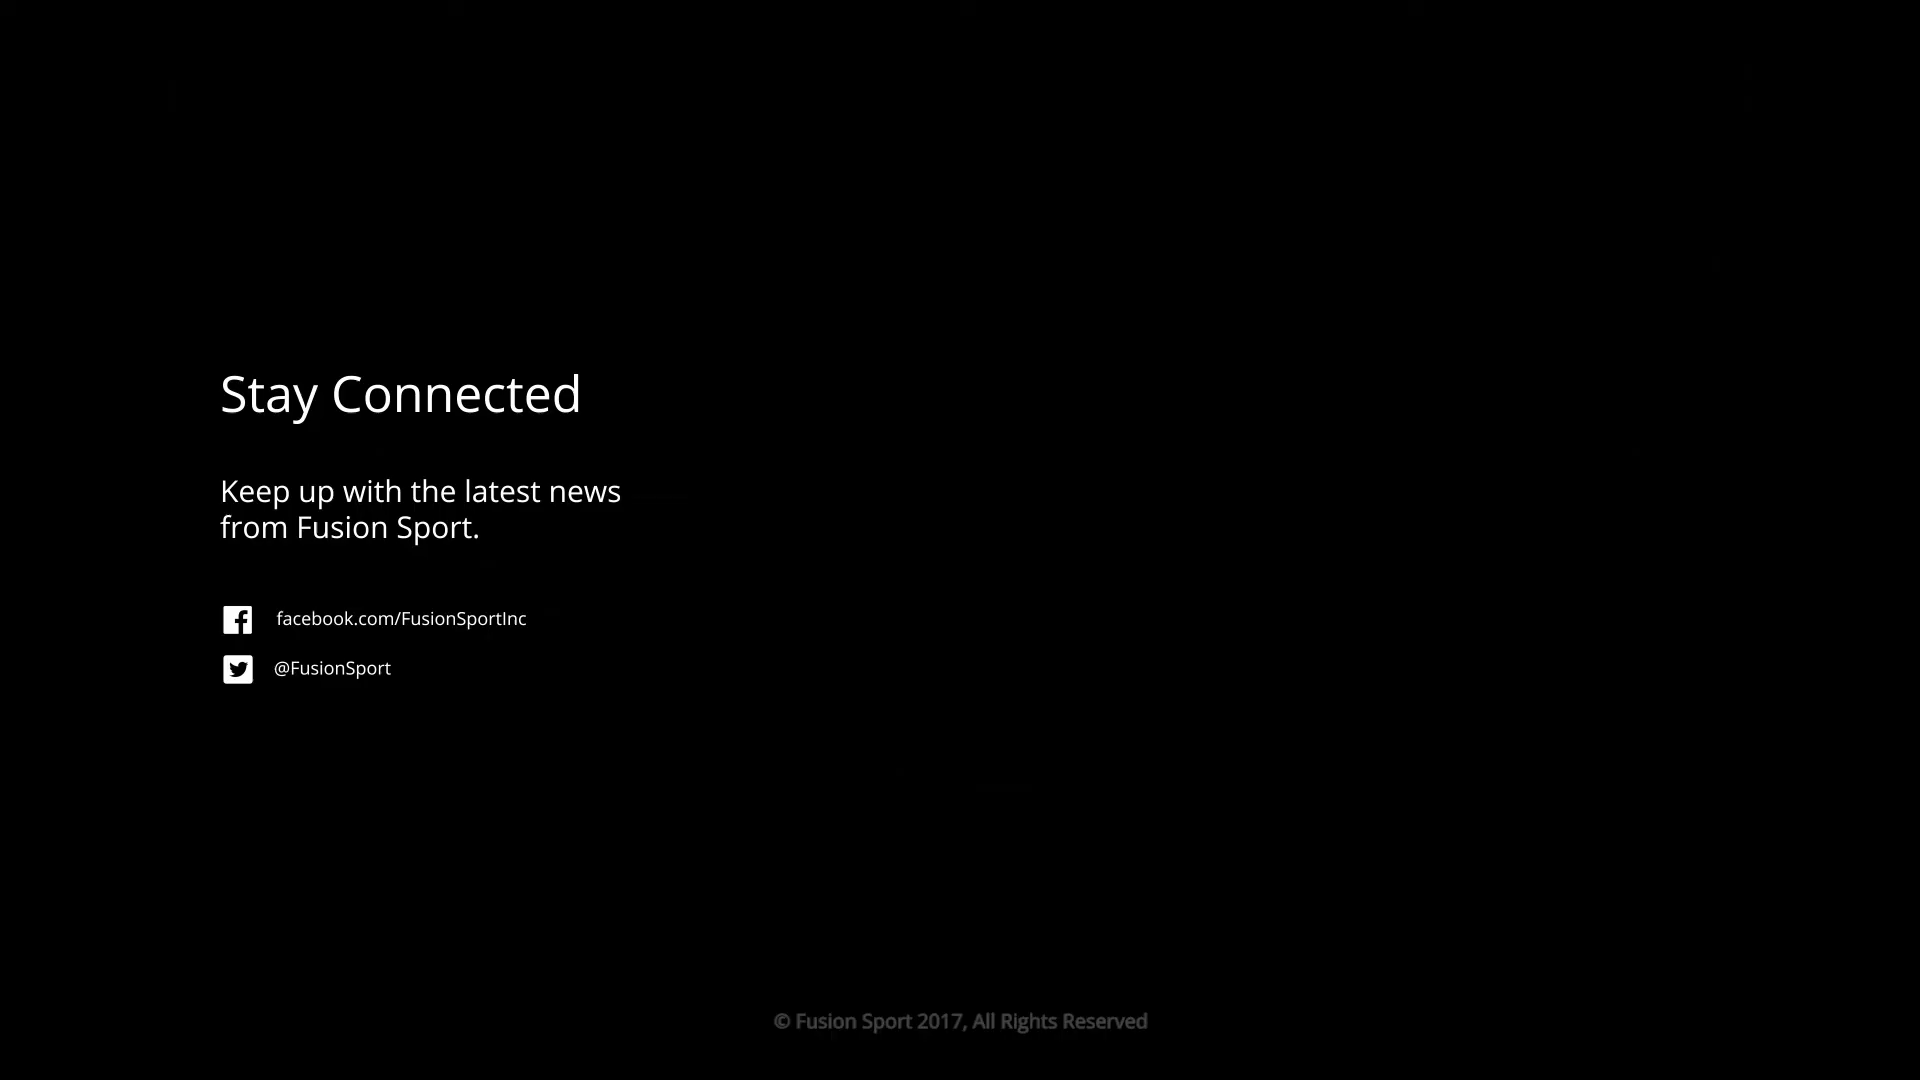 Stay Connected
Keep up with the latest news
from Fusion Sport.
facebook.com/FusionSportInc
@FusionSport
© Fusion Sport 2017, All Rights Reserved